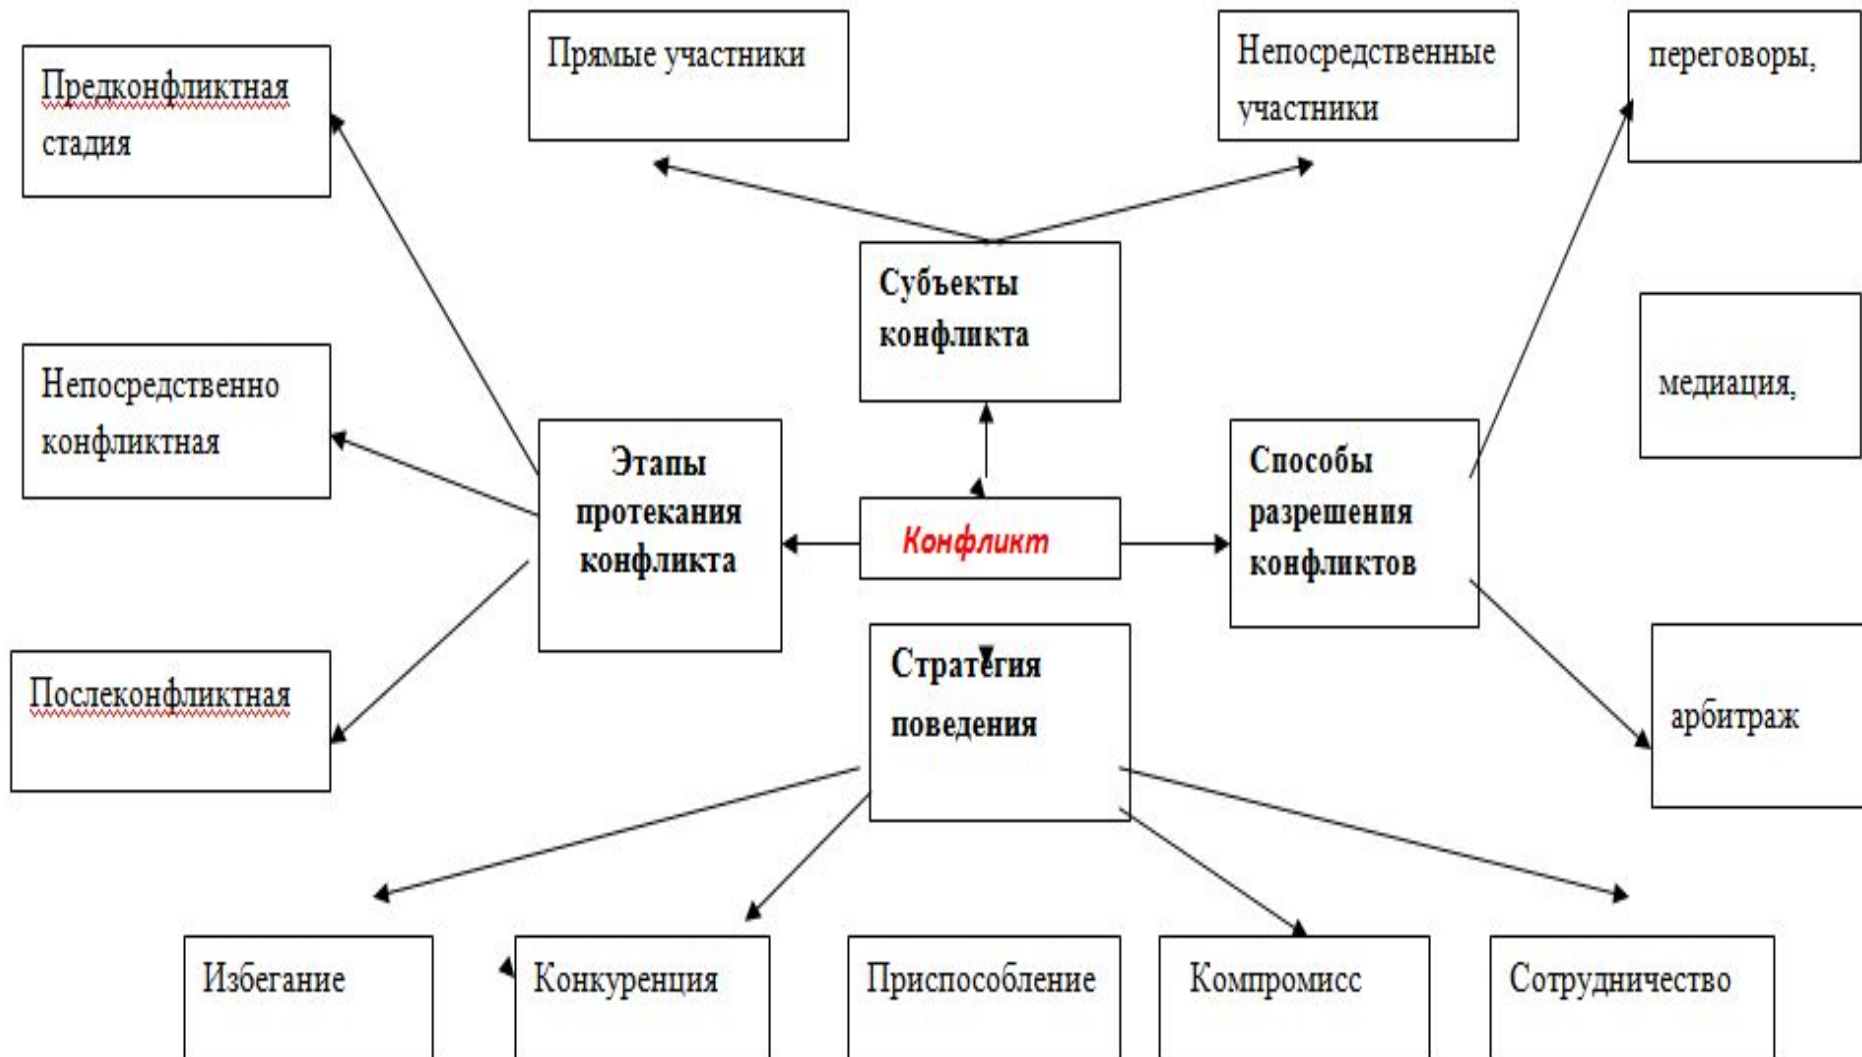 Предконфликтная
стадия
Прямые участники
Непосредственные
участники
переговоры,
Субъекты
конфликта
медиация,
Непосредственно
конфликтная
Этапы
протекания
конфликта
Конфликт
Способы
разрешения
конфликтов
Послеконфликтная
Стратегия
поведения
арбитраж
Избегание
Конкуренция
Приспособление
Компромисс
Сотрудничество